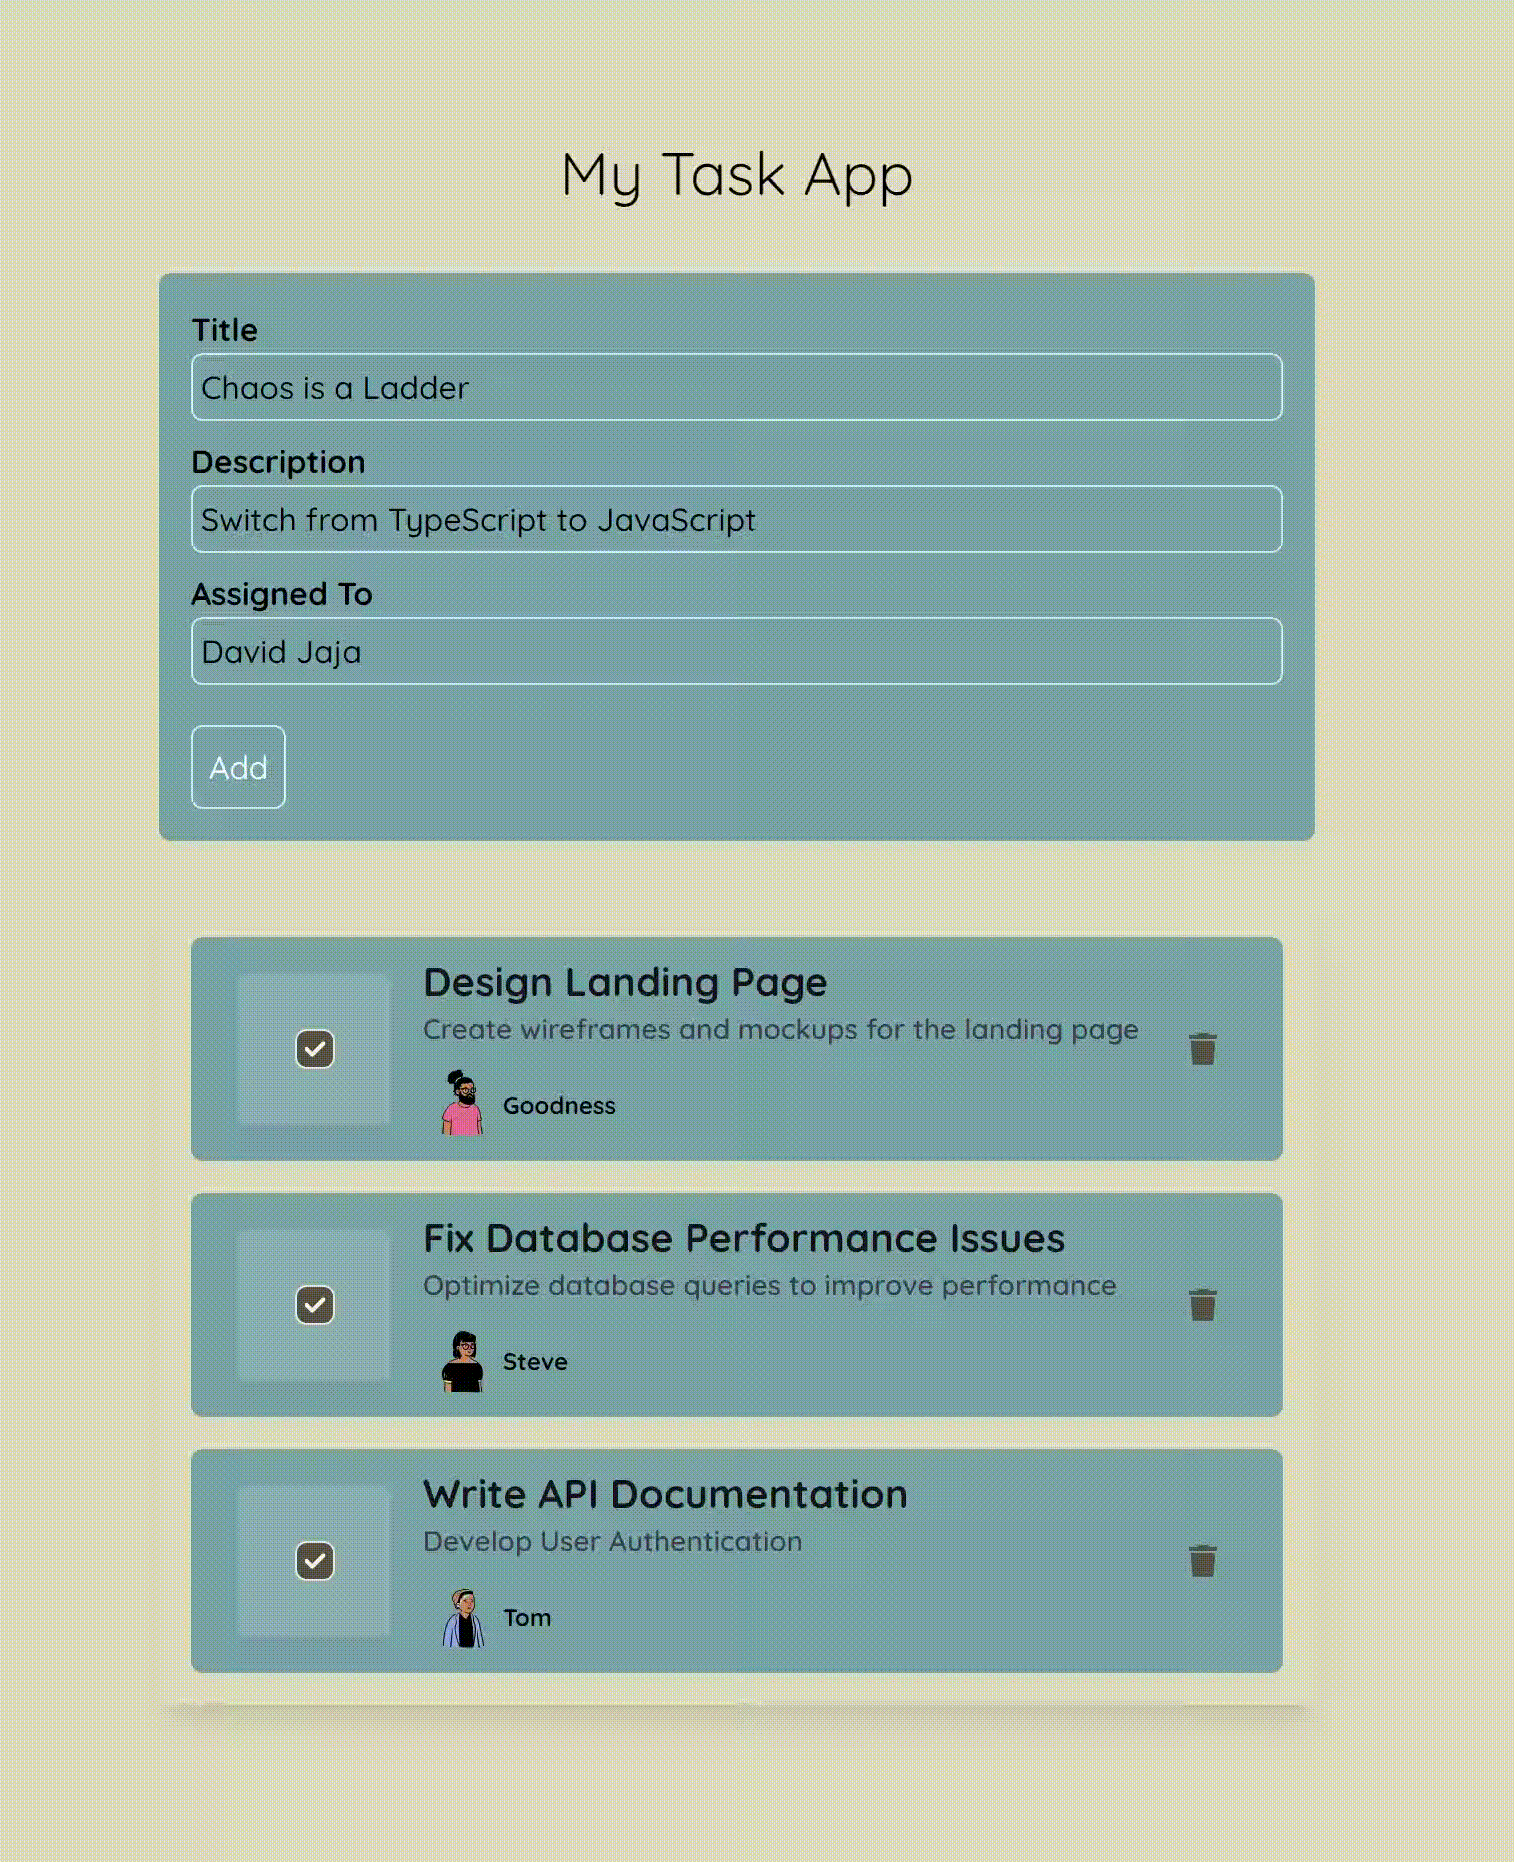 My Task App
Title
Chaos is a Ladder
Description
Switch from TypeScript to JavaScript
Assigned To
David Jaja
Add
Design Landing Page
Create wireframes and mockups for the landing page
Goodness
Fix Database Performance Issues
Optimize database queries to improve performance
Steve
Write API Documentation
Develop User Authentication
Tom